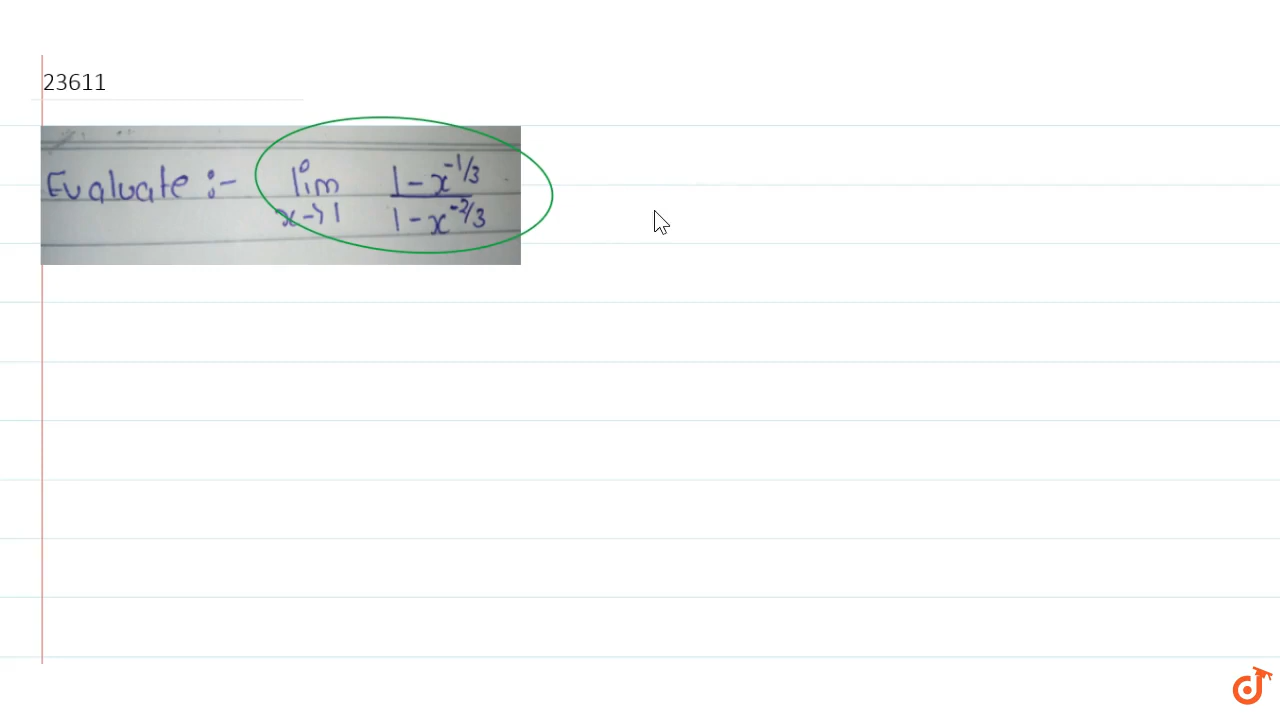 23611
Evaluate :- lim x→1 1 - x^-1/3 / 1 - x^-2/3